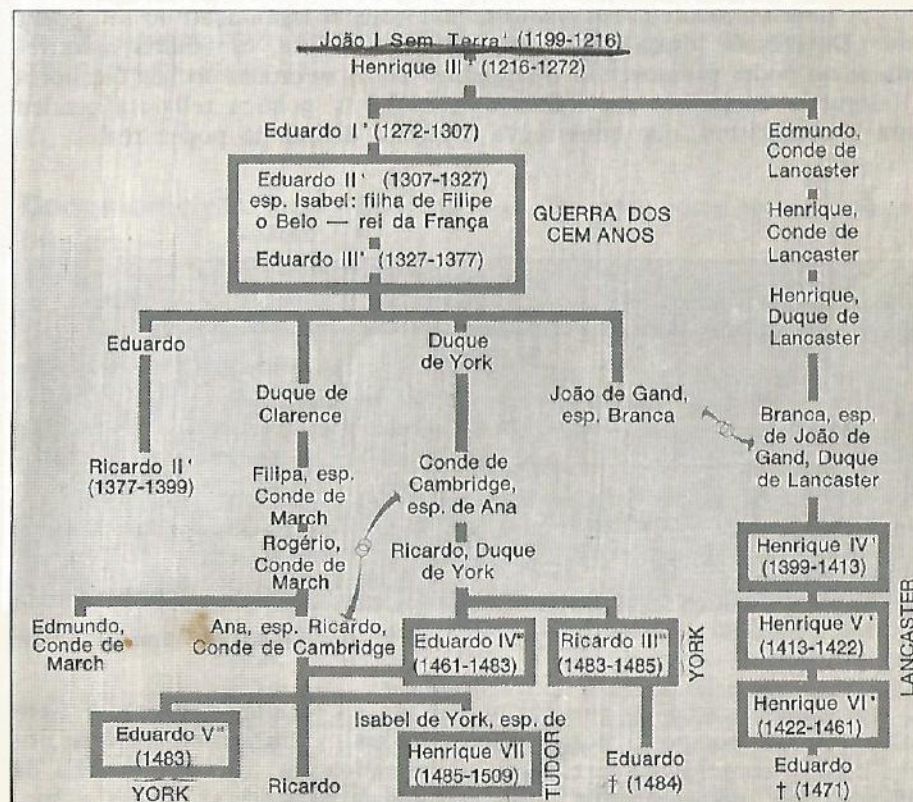 João I Sem Terra' (1199-1216)
Henrique III" (1216-1272)
Eduardo I' (1272-1307)
Edmundo,
Conde de
Lancaster
Eduardo II' (1307-1327)
esp. Isabel: filha de Filipe
o Belo — rei da França
Eduardo III' (1327-1377)
GUERRA DOS
CEM ANOS
Henrique,
Conde de
Lancaster
Henrique,
Duque de
Lancaster
Eduardo
Duque
de York
Duque de
Clarence
João de Gand,
esp. Branca
Branca, esp.
de João de
Gand, Duque
de Lancaster
Ricardo II'
(1377-1399)
Filipa, esp.
Conde de
March
Conde de
Cambridge,
esp. de Ana
Rogério,
Conde de
March
Ricardo, Duque
de York
Henrique IV'
(1399-1413)
Edmundo,
Conde de
March
Ana, esp. Ricardo,
Conde de Cambridge
Eduardo IV"
(1461-1483)
Ricardo III"
(1483-1485)
YORK
Henrique V'
(1413-1422)
LANCASTER
Henrique VI'
(1422-1461)
Eduardo V"
(1483)
YORK
Ricardo
Isabel de York, esp. de
Henrique VII
(1485-1509)
TUDOR
Eduardo
† (1484)
Eduardo
† (1471)